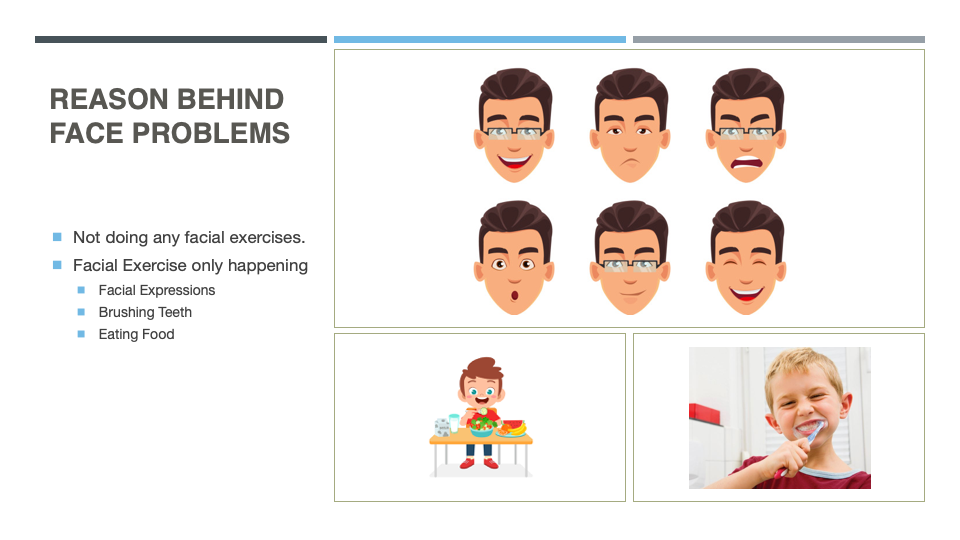 REASON BEHIND
FACE PROBLEMS
Not doing any facial exercises.
Facial Exercise only happening
Facial Expressions
Brushing Teeth
Eating Food